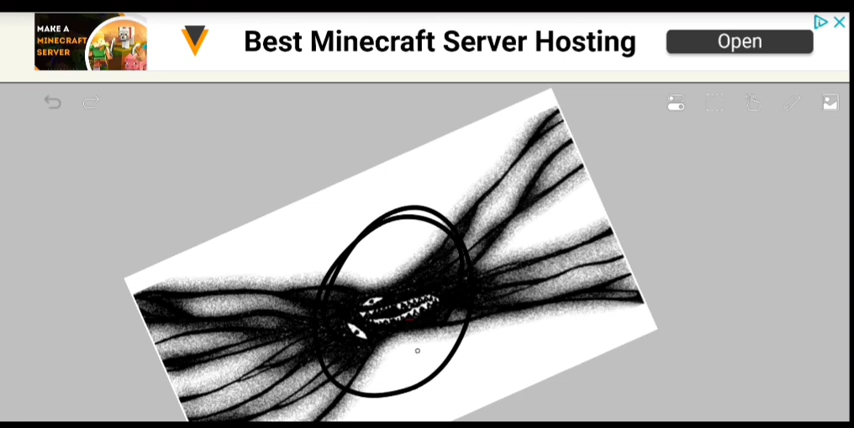 MAKE A
MINECRAFT
SERVER
Best Minecraft Server Hosting
Open